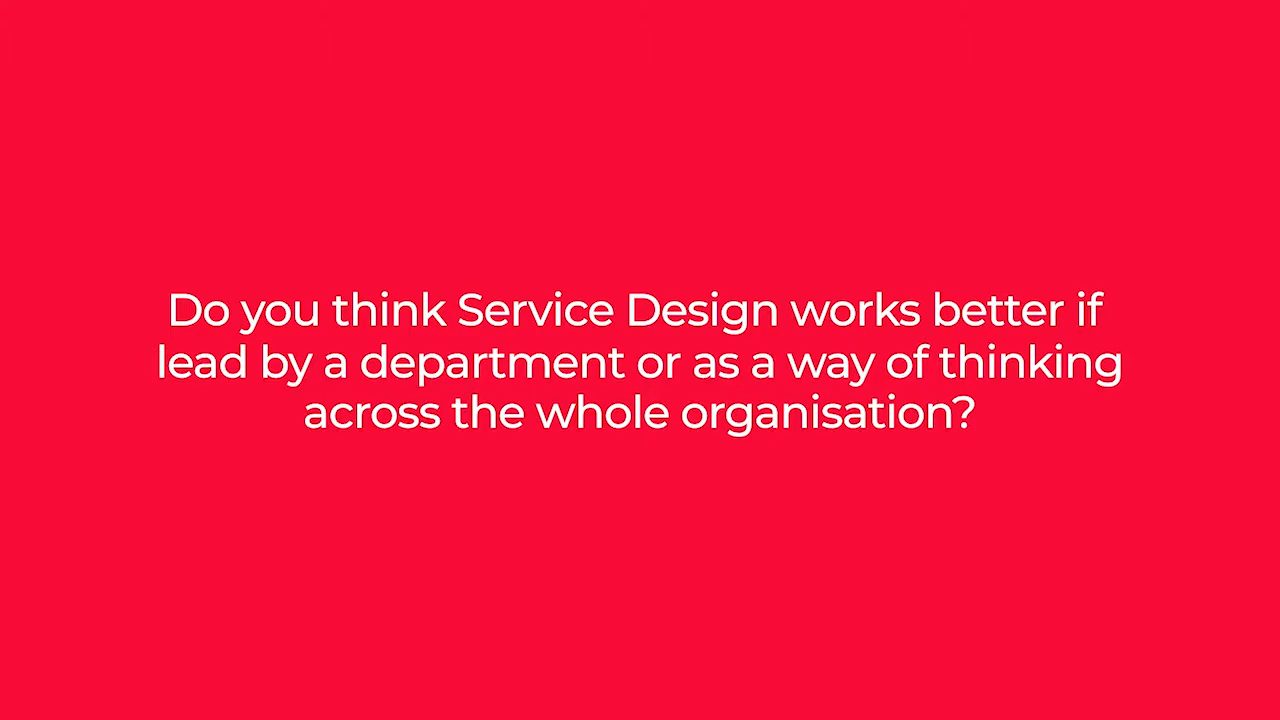 Do you think Service Design works better if
lead by a department or as a way of thinking
across the whole organisation?